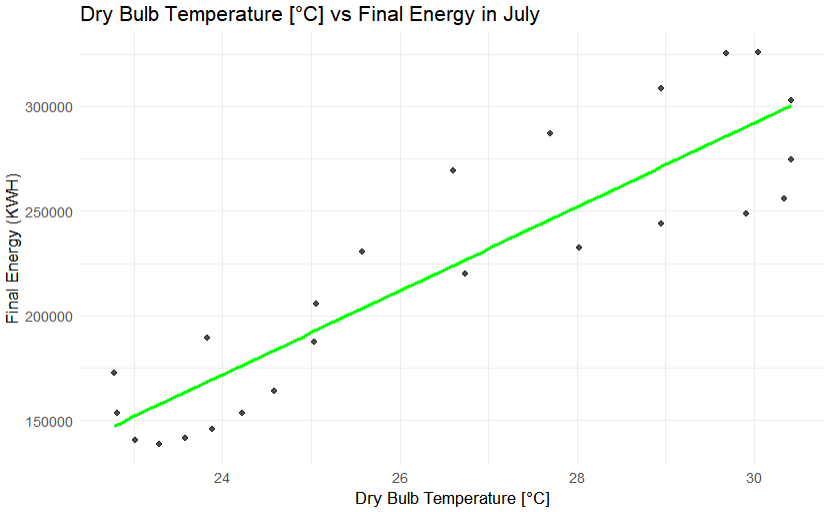 Dry Bulb Temperature [°C] vs Final Energy in July
Final Energy (KWH)
300000
250000
200000
150000
24 26 28 30
Dry Bulb Temperature [°C]